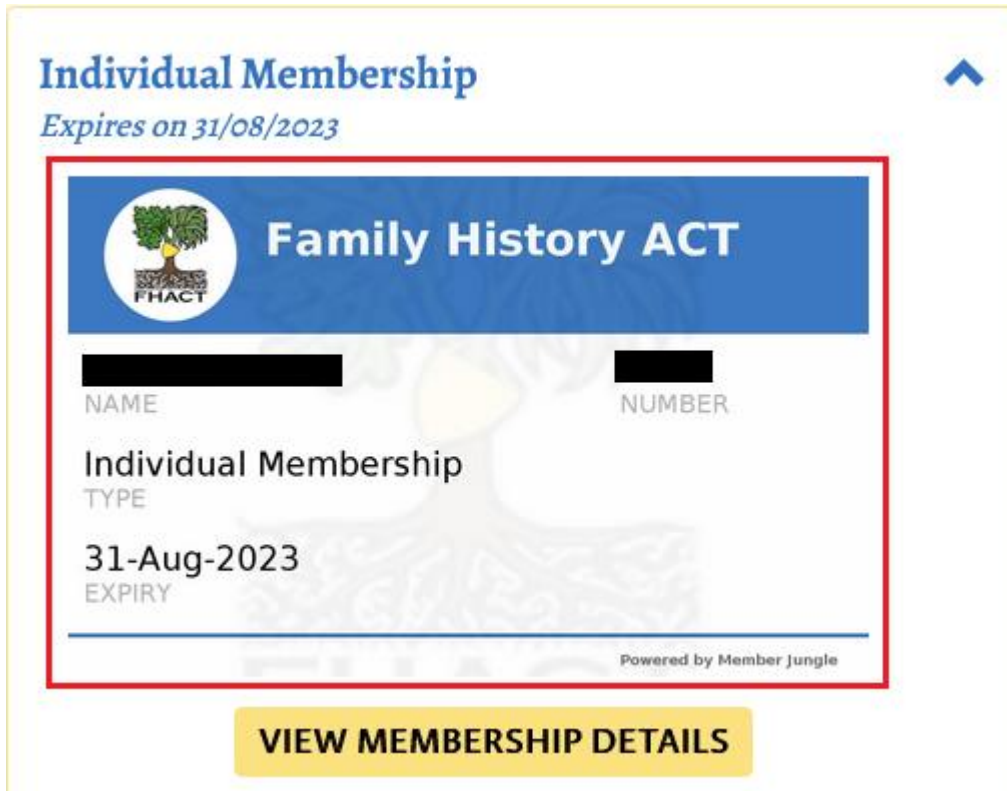 Individual Membership
Expires on 31/08/2023
Family History ACT
FHACT
NAME
NUMBER
Individual Membership
TYPE
31-Aug-2023
EXPIRY
FHACT
Powered by Member Jungle
VIEW MEMBERSHIP DETAILS